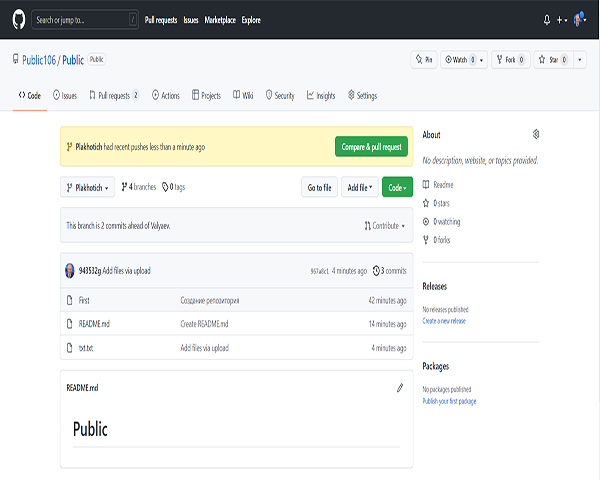 Search or jump to... / Pull requests Issues Marketplace Explore
Public106 / Public Public Pin Watch 0 Fork 0 Star 0
Code Issues Pull requests 2 Actions Projects Wiki Security Insights Settings
Plakhotich had recent pushes less than a minute ago Compare & pull request
Plakhotich 4 branches 0 tags Go to file Add file Code
This branch is 2 commits ahead of Valyaev. Contribute
943532g Add files via upload 967a8c1 4 minutes ago 3 commits
First Создание репозитория 42 minutes ago
README.md Create README.md 14 minutes ago
txt.txt Add files via upload 4 minutes ago
README.md
Public
About
No description, website, or topics provided.
Readme
0 stars
0 watching
0 forks
Releases
No releases published
Create a new release
Packages
No packages published
Publish your first package